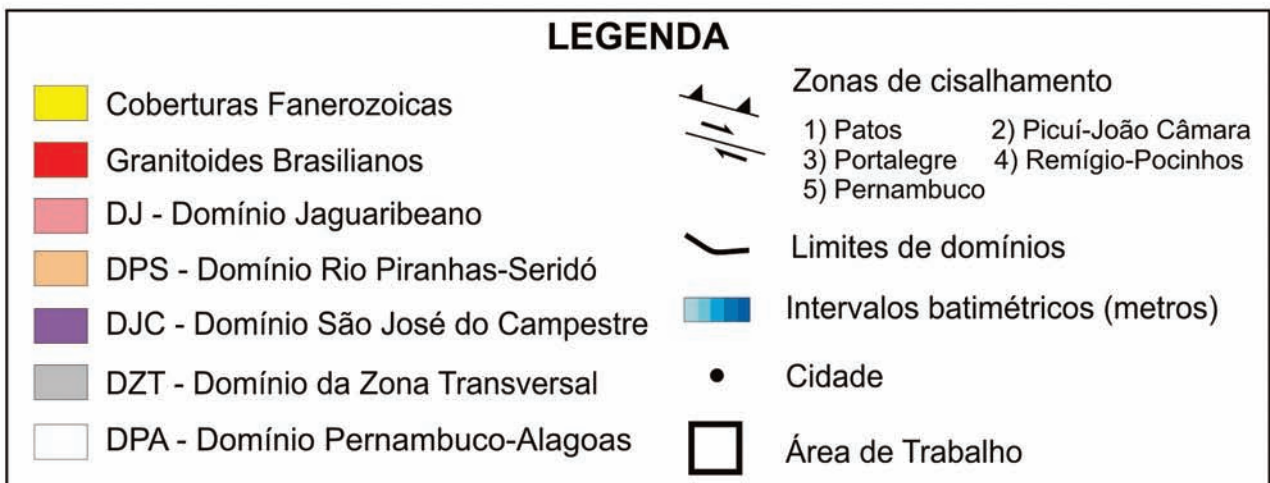 LEGENDA
Coberturas Fanerozoicas
Granitoides Brasilianos
DJ - Domínio Jaguaribeano
DPS - Domínio Rio Piranhas-Seridó
DJC - Domínio São José do Campestre
DZT - Domínio da Zona Transversal
DPA - Domínio Pernambuco-Alagoas
Zonas de cisalhamento
1) Patos 2) Picuí-João Câmara
3) Portalegre 4) Remígio-Pocinhos
5) Pernambuco
Limites de domínios
Intervalos batimétricos (metros)
Cidade
Área de Trabalho